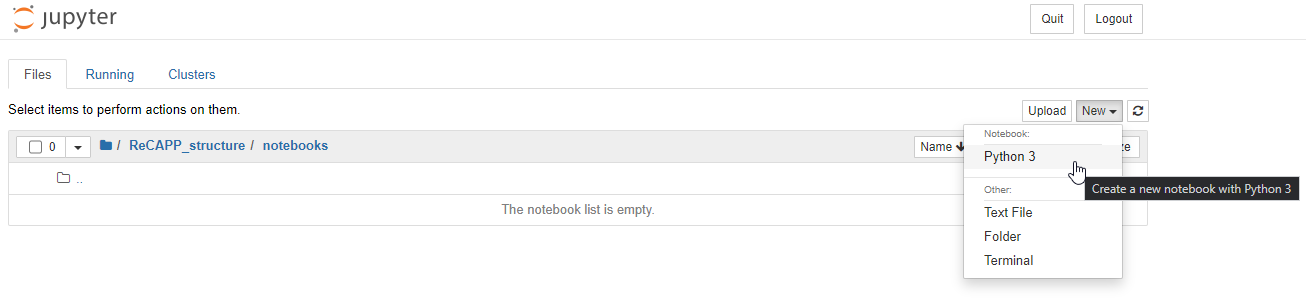 jupyter
Quit Logout
Files Running Clusters
Select items to perform actions on them.
Upload New
0 / ReCAPP_structure / notebooks Name
..
The notebook list is empty.
Notebook:
Python 3
Create a new notebook with Python 3
Other:
Text File
Folder
Terminal